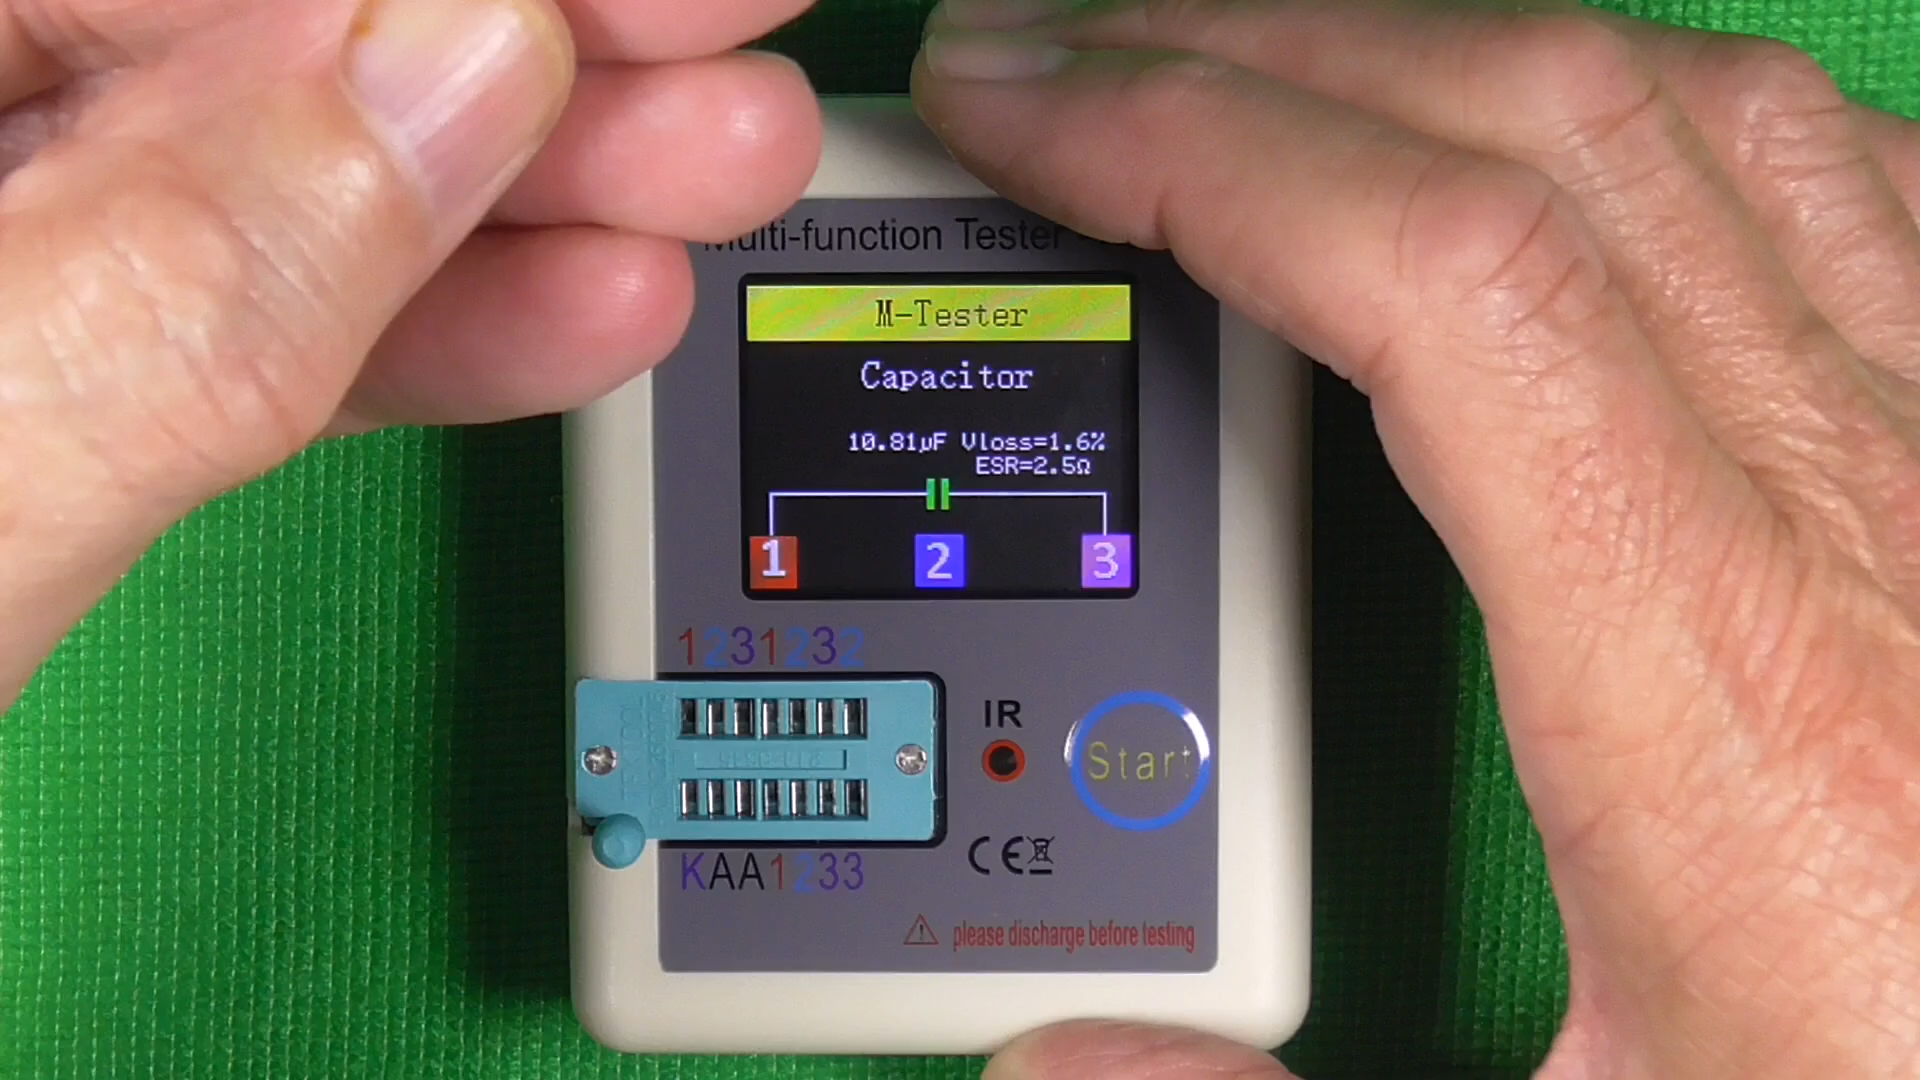 Multi-function Tester
M-Tester
Capacitor
10.81µF Vloss=1.6%
ESR=2.5Ω
1 2 3
1231232
IR
Start
KAA1233
CE
please discharge before testing